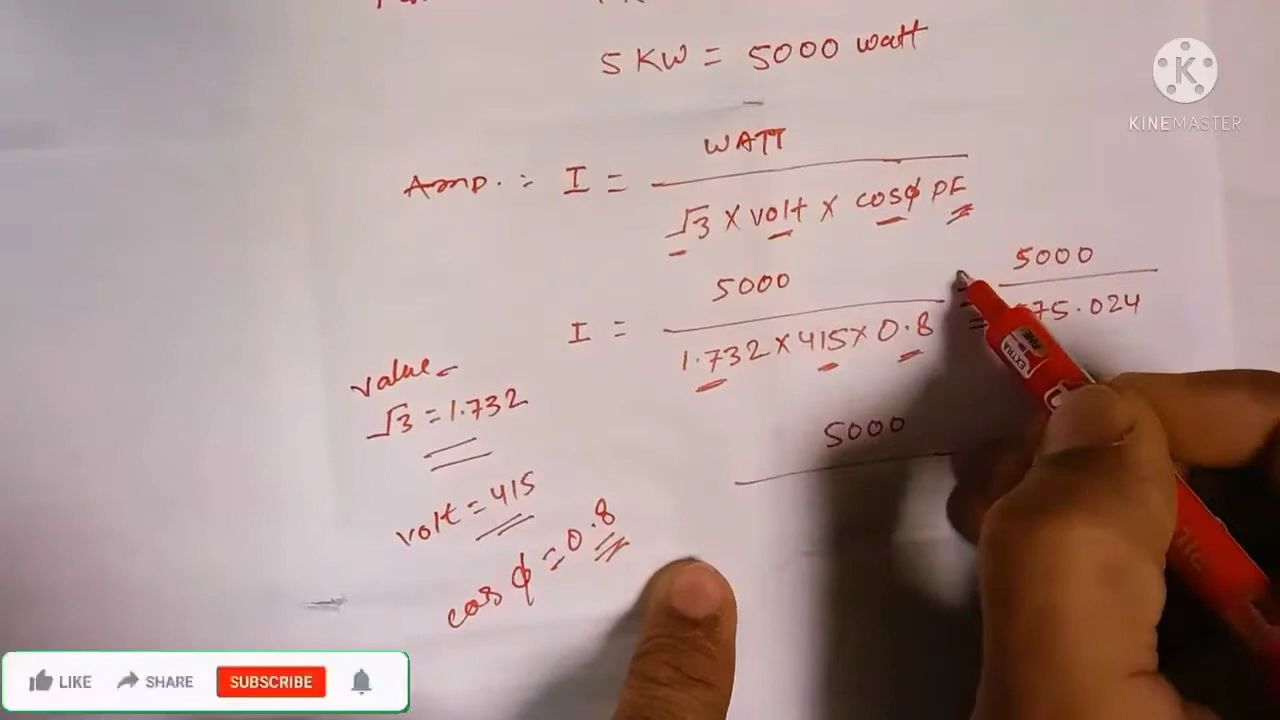 5 KW = 5000 watt
KINEMASTER
WATT
Amp. : I =
√3 X volt X cosϕ PF
5000
5000
I =
1.732 X 415 X 0.8
75.024
value
√3 = 1.732
5000
volt = 415
cos ϕ = 0.8
LIKE SHARE SUBSCRIBE